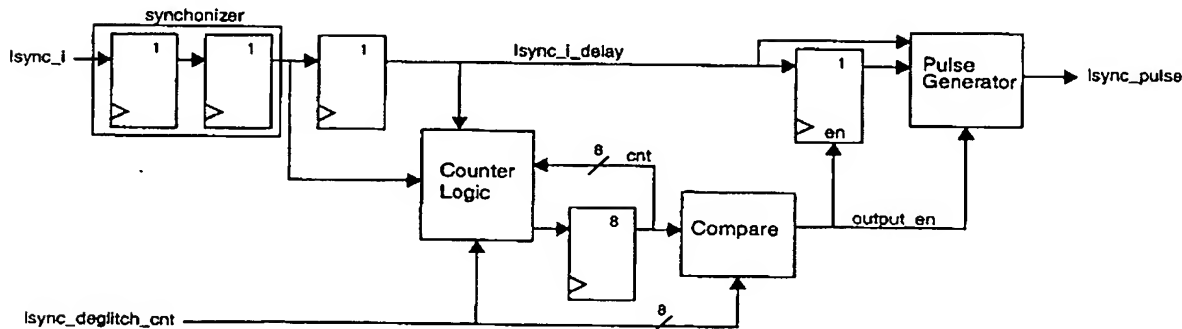 synchonizer
1
1
1
lsync_i
lsync_i_delay
1
en
Pulse
Generator
lsync_pulse
8
cnt
Counter
Logic
8
Compare
output_en
lsync_deglitch_cnt
8